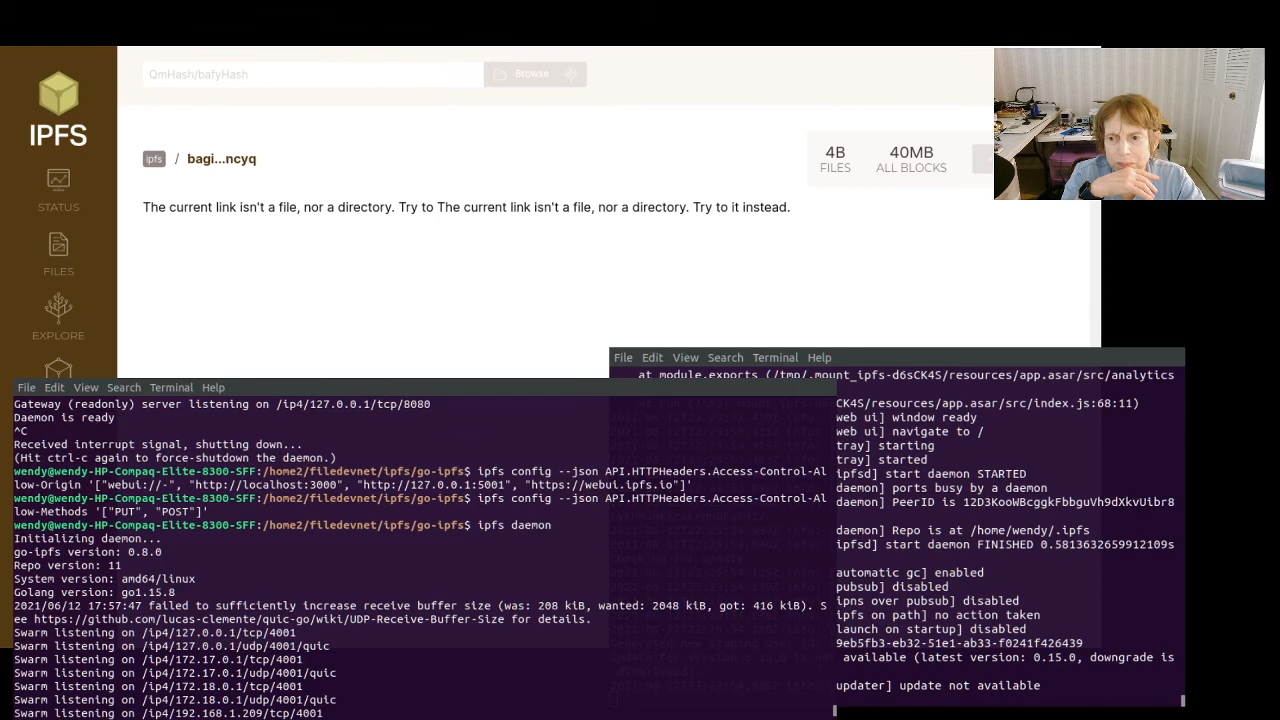 QmHash/bafyHash
Browse
IPFS
ipfs / bagi...ncyq
4B
FILES
40MB
ALL BLOCKS
STATUS
The current link isn't a file, nor a directory. Try to The current link isn't a file, nor a directory. Try to it instead.
FILES
EXPLORE
File Edit View Search Terminal Help
Gateway (readonly) server listening on /ip4/127.0.0.1/tcp/8080
Daemon is ready
^C
Received interrupt signal, shutting down...
(Hit ctrl-c again to force-shutdown the daemon.)
wendy@wendy-HP-Compaq-Elite-8300-SFF:/home2/filedevnet/ipfs/go-ipfs$ ipfs config --json API.HTTPHeaders.Access-Control-Al
low-Origin '["webui://-", "http://localhost:3000", "http://127.0.0.1:5001", "https://webui.ipfs.io"]'
wendy@wendy-HP-Compaq-Elite-8300-SFF:/home2/filedevnet/ipfs/go-ipfs$ ipfs config --json API.HTTPHeaders.Access-Control-Al
low-Methods '["PUT", "POST"]'
wendy@wendy-HP-Compaq-Elite-8300-SFF:/home2/filedevnet/ipfs/go-ipfs$ ipfs daemon
Initializing daemon...
go-ipfs version: 0.8.0
Repo version: 11
System version: amd64/linux
Golang version: go1.15.8
2021/06/12 17:57:47 failed to sufficiently increase receive buffer size (was: 208 kiB, wanted: 2048 kiB, got: 416 kiB). S
ee https://github.com/lucas-clemente/quic-go/wiki/UDP-Receive-Buffer-Size for details.
Swarm listening on /ip4/127.0.0.1/tcp/4001
Swarm listening on /ip4/127.0.0.1/udp/4001/quic
Swarm listening on /ip4/172.17.0.1/tcp/4001
Swarm listening on /ip4/172.17.0.1/udp/4001/quic
Swarm listening on /ip4/172.18.0.1/tcp/4001
Swarm listening on /ip4/172.18.0.1/udp/4001/quic
Swarm listening on /ip4/192.168.1.209/tcp/4001
File Edit View Search Terminal Help
at module.exports (/tmp/.mount_ipfs-d6sCK4S/resources/app.asar/src/analytics
CK4S/resources/app.asar/src/index.js:68:11)
web ui] window ready
web ui] navigate to /
tray] starting
tray] started
ipfsd] start daemon STARTED
daemon] ports busy by a daemon
daemon] PeerID is 12D3KooWBcggkFbbguVh9dXkvUibr8
daemon] Repo is at /home/wendy/.ipfs
ipfsd] start daemon FINISHED 0.5813632659912109s
automatic gc] enabled
pubsub] disabled
ipns over pubsub] disabled
ipfs on path] no action taken
launch on startup] disabled
9eb5fb3-eb32-51e1-ab33-f0241f426439
available (latest version: 0.15.0, downgrade is
updater] update not available